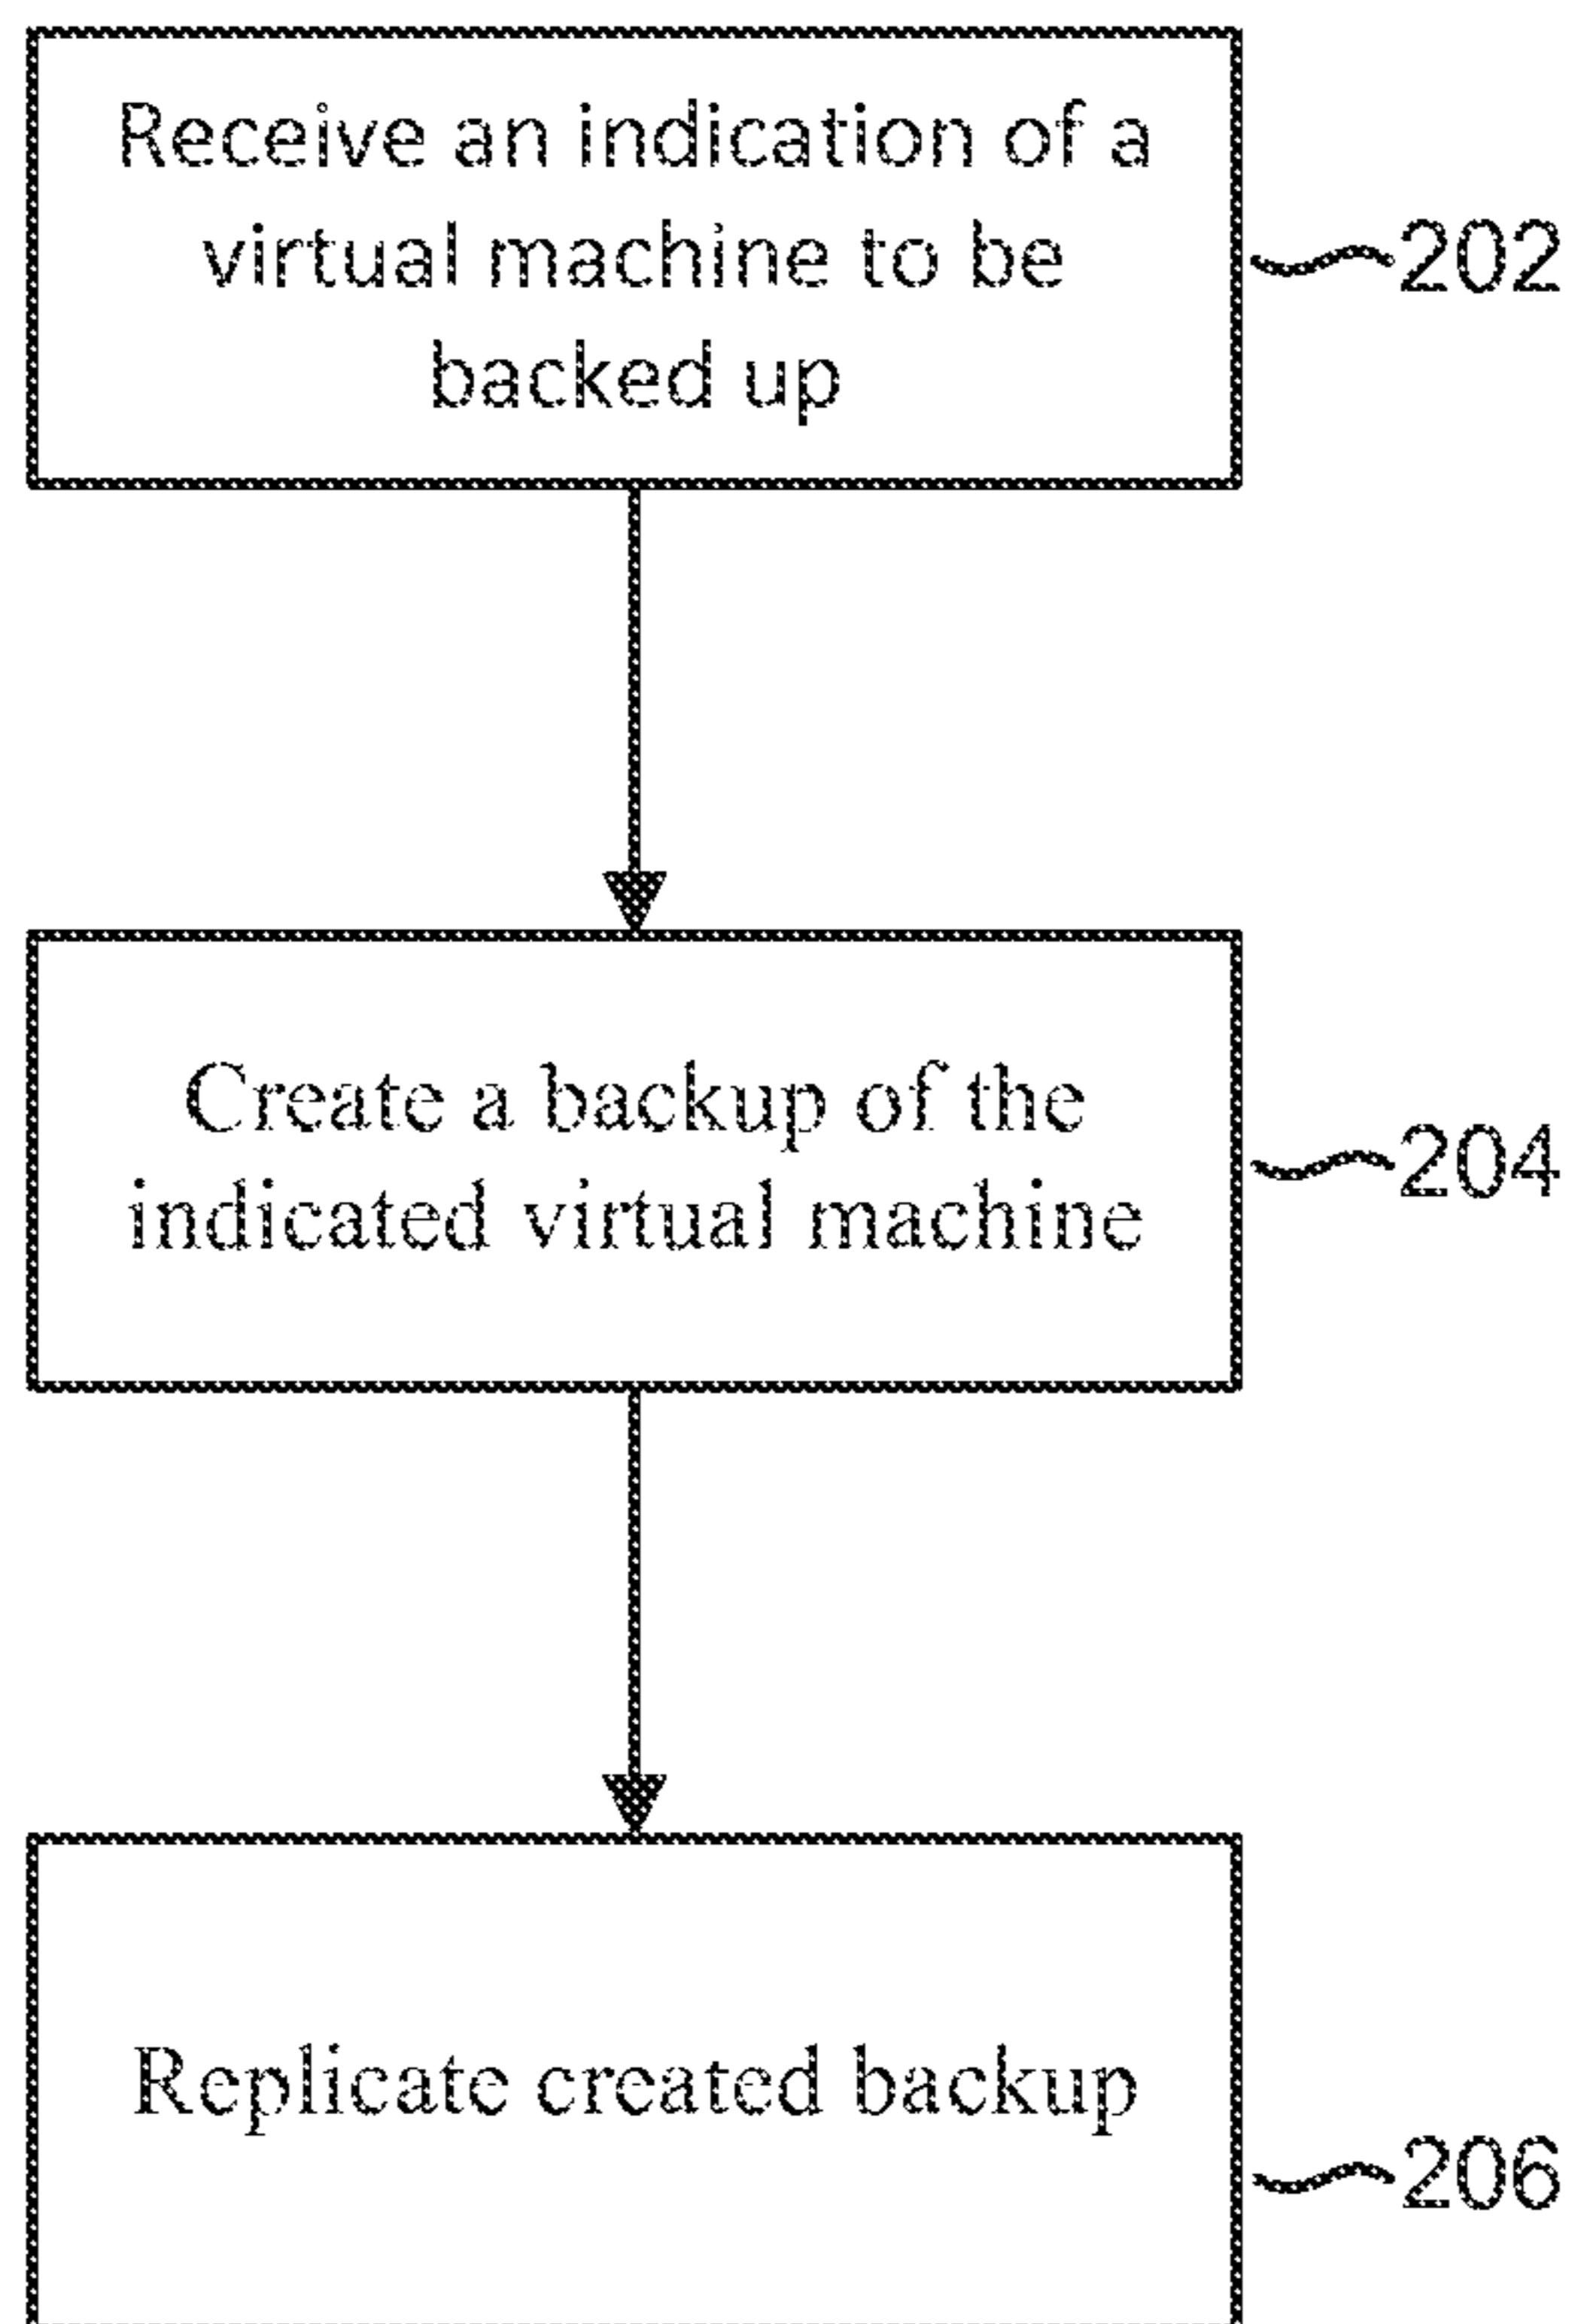 Receive an indication of a
virtual machine to be
backed up
202
Create a backup of the
indicated virtual machine
204
Replicate created backup
206